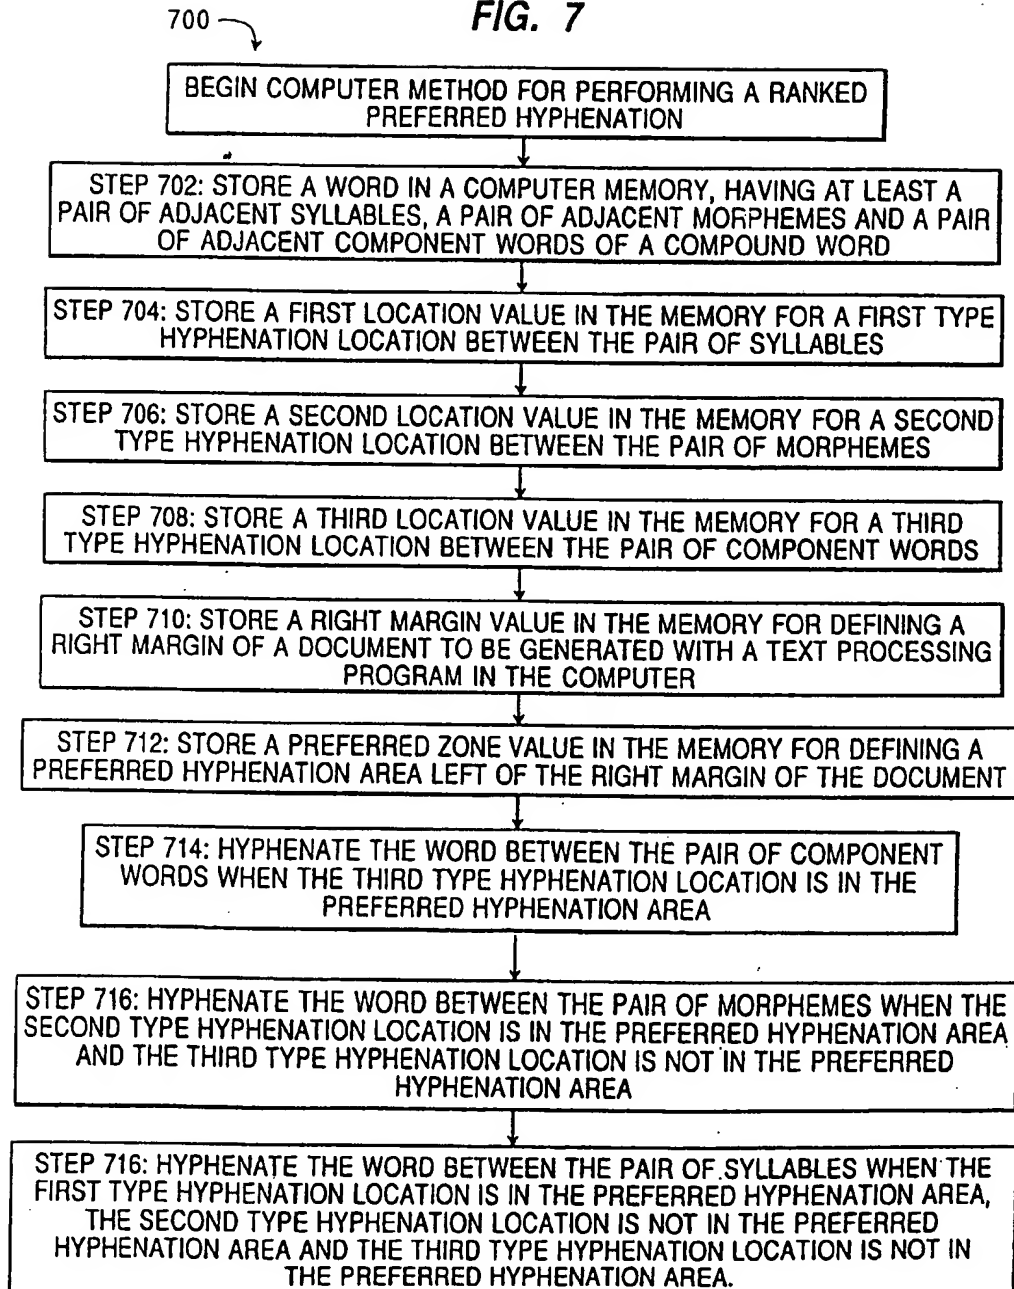 FIG. 7
700
BEGIN COMPUTER METHOD FOR PERFORMING A RANKED
PREFERRED HYPHENATION
STEP 702: STORE A WORD IN A COMPUTER MEMORY, HAVING AT LEAST A
PAIR OF ADJACENT SYLLABLES, A PAIR OF ADJACENT MORPHEMES AND A PAIR
OF ADJACENT COMPONENT WORDS OF A COMPOUND WORD
STEP 704: STORE A FIRST LOCATION VALUE IN THE MEMORY FOR A FIRST TYPE
HYPHENATION LOCATION BETWEEN THE PAIR OF SYLLABLES
STEP 706: STORE A SECOND LOCATION VALUE IN THE MEMORY FOR A SECOND
TYPE HYPHENATION LOCATION BETWEEN THE PAIR OF MORPHEMES
STEP 708: STORE A THIRD LOCATION VALUE IN THE MEMORY FOR A THIRD
TYPE HYPHENATION LOCATION BETWEEN THE PAIR OF COMPONENT WORDS
STEP 710: STORE A RIGHT MARGIN VALUE IN THE MEMORY FOR DEFINING A
RIGHT MARGIN OF A DOCUMENT TO BE GENERATED WITH A TEXT PROCESSING
PROGRAM IN THE COMPUTER
STEP 712: STORE A PREFERRED ZONE VALUE IN THE MEMORY FOR DEFINING A
PREFERRED HYPHENATION AREA LEFT OF THE RIGHT MARGIN OF THE DOCUMENT
STEP 714: HYPHENATE THE WORD BETWEEN THE PAIR OF COMPONENT
WORDS WHEN THE THIRD TYPE HYPHENATION LOCATION IS IN THE
PREFERRED HYPHENATION AREA
STEP 716: HYPHENATE THE WORD BETWEEN THE PAIR OF MORPHEMES WHEN THE
SECOND TYPE HYPHENATION LOCATION IS IN THE PREFERRED HYPHENATION AREA
AND THE THIRD TYPE HYPHENATION LOCATION IS NOT IN THE PREFERRED
HYPHENATION AREA
STEP 716: HYPHENATE THE WORD BETWEEN THE PAIR OF SYLLABLES WHEN THE
FIRST TYPE HYPHENATION LOCATION IS IN THE PREFERRED HYPHENATION AREA,
THE SECOND TYPE HYPHENATION LOCATION IS NOT IN THE PREFERRED
HYPHENATION AREA AND THE THIRD TYPE HYPHENATION LOCATION IS NOT IN
THE PREFERRED HYPHENATION AREA.